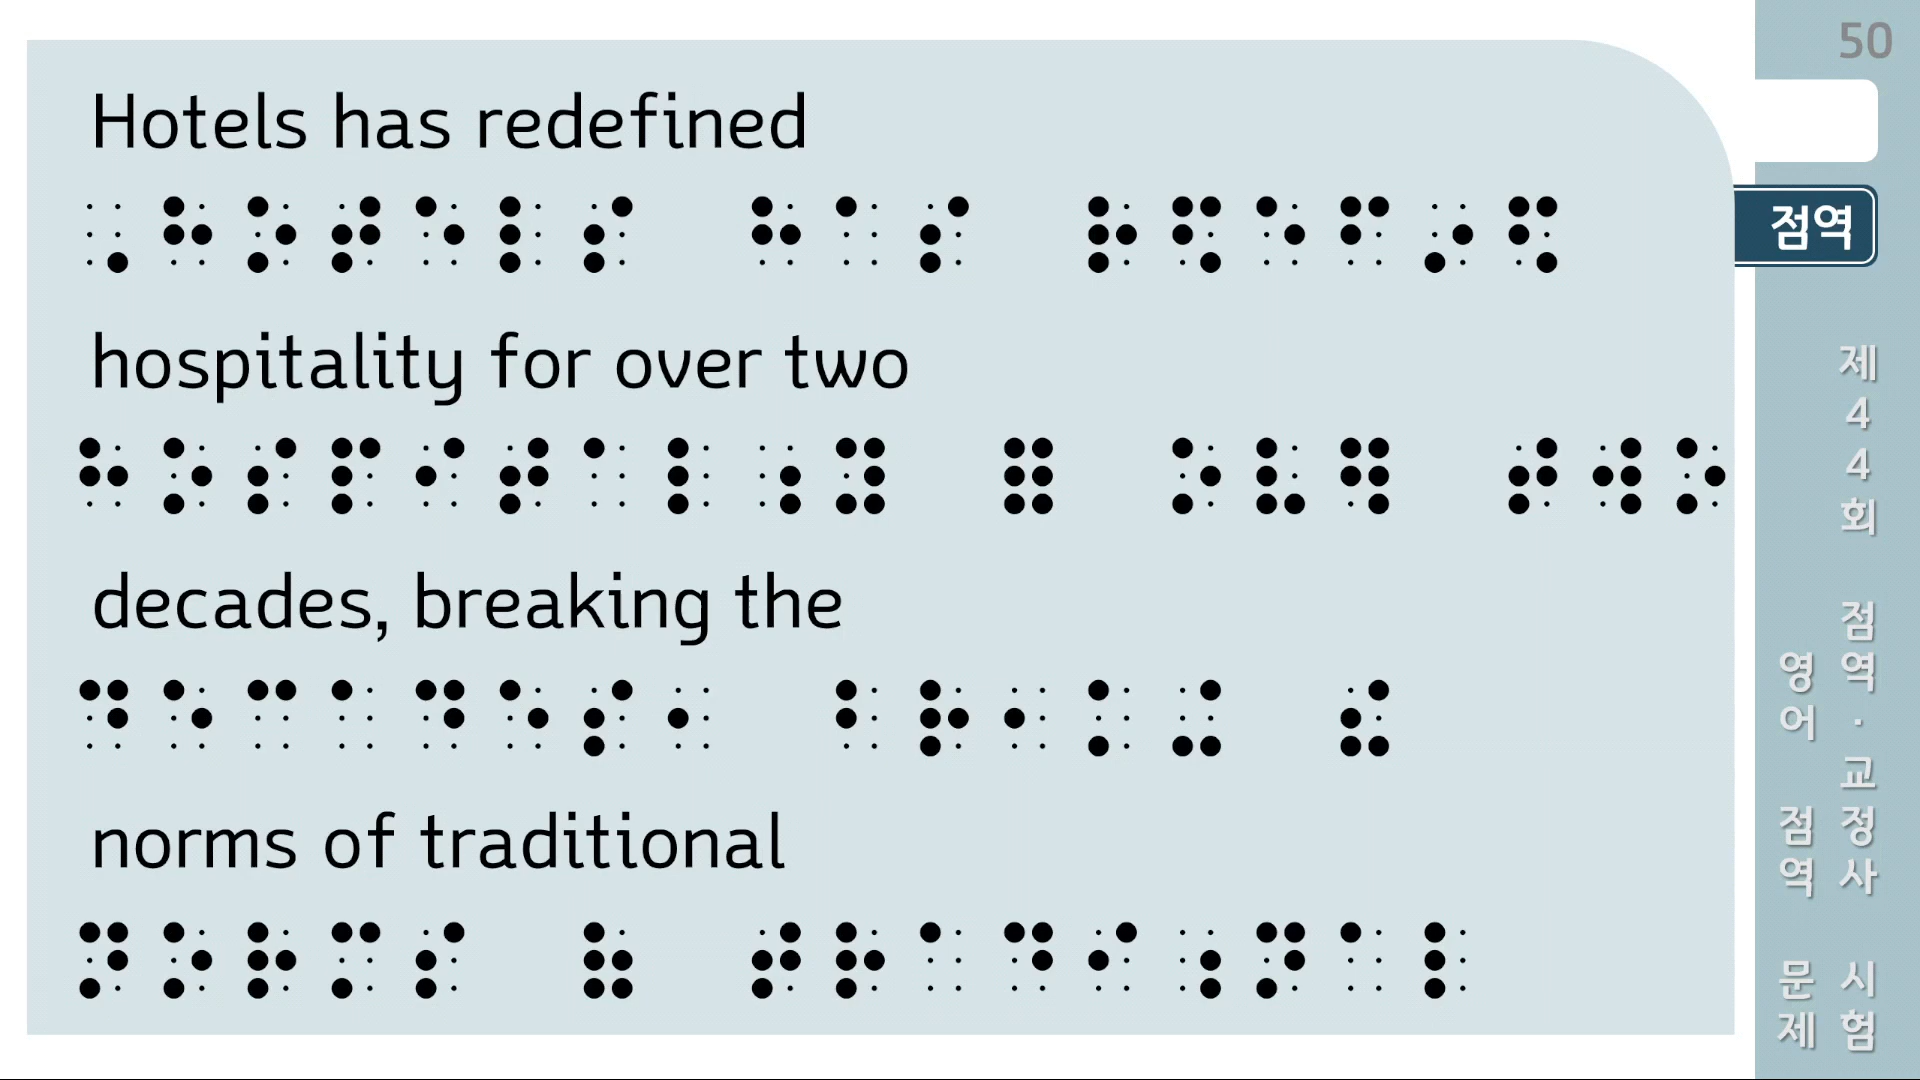 50
Hotels has redefined
⠠⠓⠕⠞⠑⠇⠎ ⠓⠁⠎ ⠗⠫⠑⠋⠔⠫
hospitality for over two
⠓⠕⠎⠏⠊⠞⠁⠇⠰⠽ ⠿ ⠕⠧⠻ ⠞⠺⠕
decades, breaking the
⠙⠑⠉⠁⠙⠑⠎⠂ ⠃⠗⠂⠅⠬ ⠮
norms of traditional
⠝⠕⠗⠍⠎ ⠷ ⠞⠗⠁⠙⠊⠰⠝⠁⠇
점역
제44회 점역·교정사 시험
영어 점역 문제